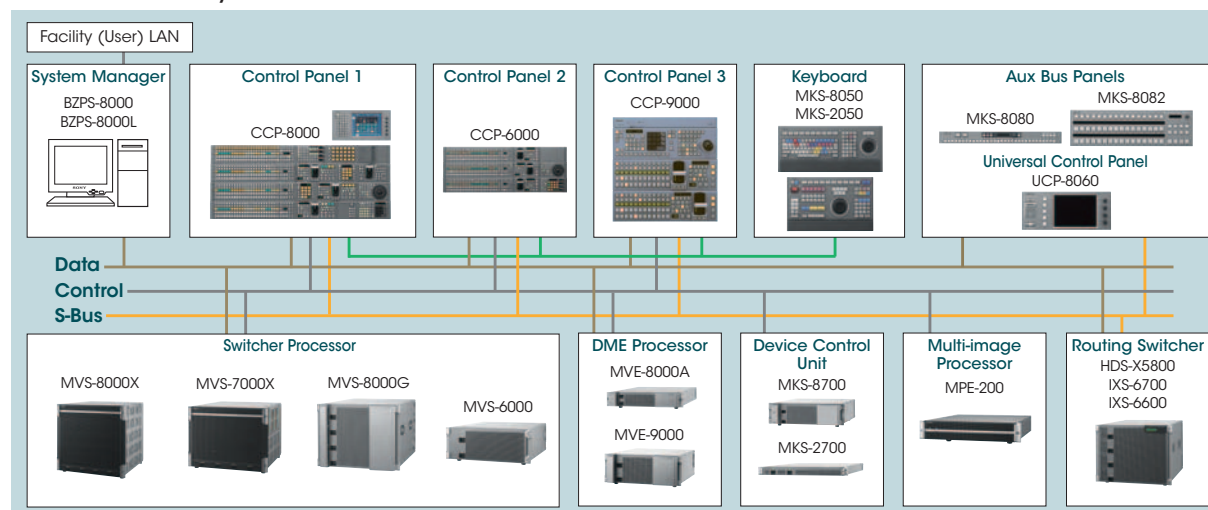 Facility (User) LAN
System Manager
BZPS-8000
BZPS-8000L
SONY
Control Panel 1
CCP-8000
Control Panel 2
CCP-6000
Control Panel 3
CCP-9000
Keyboard
MKS-8050
MKS-2050
Aux Bus Panels
MKS-8080
MKS-8082
Universal Control Panel
UCP-8060
Data
Control
S-Bus
Switcher Processor
MVS-8000X
MVS-7000X
MVS-8000G
MVS-6000
DME Processor
MVE-8000A
MVE-9000
Device Control
Unit
MKS-8700
MKS-2700
Multi-image
Processor
MPE-200
Routing Switcher
HDS-X5800
IXS-6700
IXS-6600